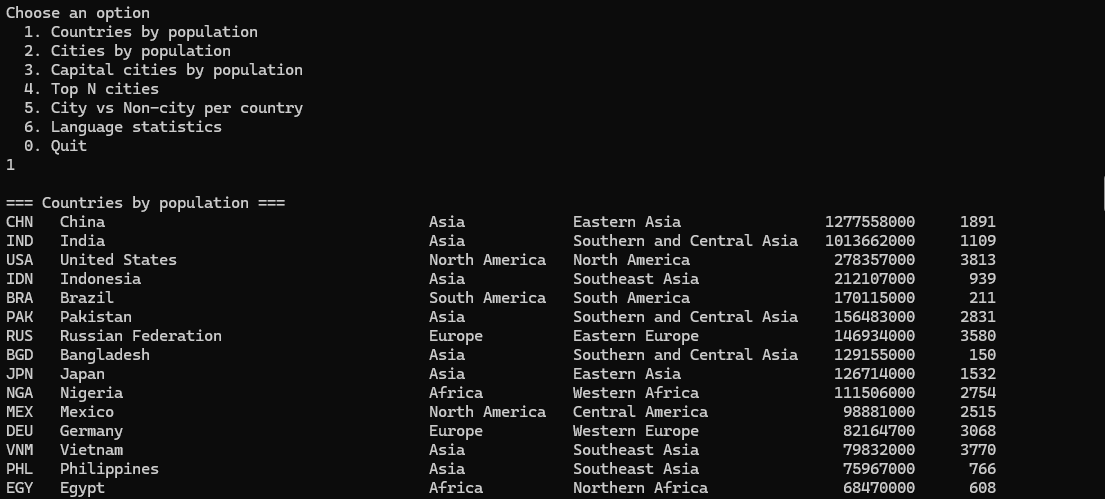 Choose an option
  1. Countries by population
  2. Cities by population
  3. Capital cities by population
  4. Top N cities
  5. City vs Non-city per country
  6. Language statistics
  0. Quit
1

=== Countries by population ===
CHN   China                                    Asia            Eastern Asia                1277558000     1891
IND   India                                    Asia            Southern and Central Asia   1013662000     1109
USA   United States                            North America   North America                278357000     3813
IDN   Indonesia                                Asia            Southeast Asia               212107000      939
BRA   Brazil                                   South America   South America                170115000      211
PAK   Pakistan                                 Asia            Southern and Central Asia    156483000     2831
RUS   Russian Federation                       Europe          Eastern Europe               146934000     3580
BGD   Bangladesh                               Asia            Southern and Central Asia    129155000      150
JPN   Japan                                    Asia            Eastern Asia                 126714000     1532
NGA   Nigeria                                  Africa          Western Africa               111506000     2754
MEX   Mexico                                   North America   Central America               98881000     2515
DEU   Germany                                  Europe          Western Europe                82164700     3068
VNM   Vietnam                                  Asia            Southeast Asia                79832000     3770
PHL   Philippines                              Asia            Southeast Asia                75967000      766
EGY   Egypt                                    Africa          Northern Africa               68470000      608